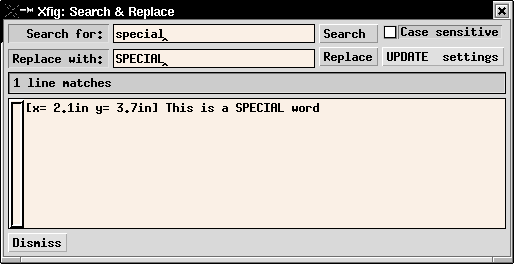 Xfig: Search & Replace
Search for: special Search Case sensitive
Replace with: SPECIAL Replace UPDATE settings
1 line matches
[x= 2.1in y= 3.7in] This is a SPECIAL word
Dismiss